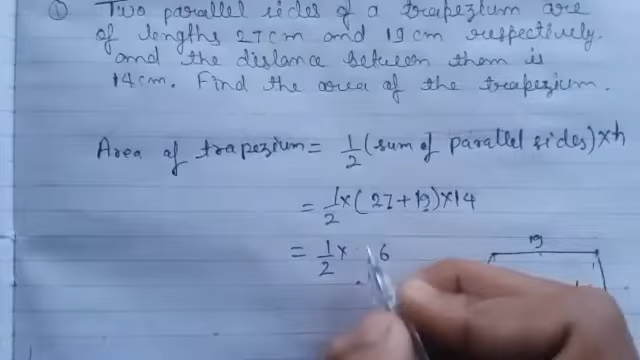 ① Two parallel sides of a trapezium are
of lengths 27cm and 19cm respectively.
and the distance between them is
14cm. Find the area of the trapezium.
Area of trapezium = 1/2 (sum of parallel sides) × h
= 1/2 × (27+19) × 14
= 1/2 × 6
19